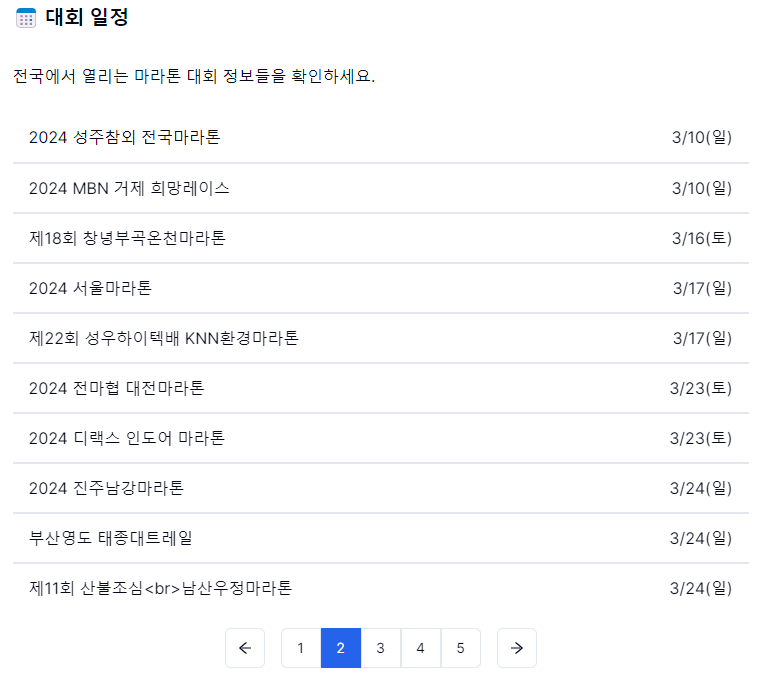 대회 일정
전국에서 열리는 마라톤 대회 정보들을 확인하세요.
2024 성주참외 전국마라톤 3/10(일)
2024 MBN 거제 희망레이스 3/10(일)
제18회 창녕부곡온천마라톤 3/16(토)
2024 서울마라톤 3/17(일)
제22회 성우하이텍배 KNN환경마라톤 3/17(일)
2024 전마협 대전마라톤 3/23(토)
2024 디랙스 인도어 마라톤 3/23(토)
2024 진주남강마라톤 3/24(일)
부산영도 태종대트레일 3/24(일)
제11회 산불조심<br>남산우정마라톤 3/24(일)
← 1 2 3 4 5 →